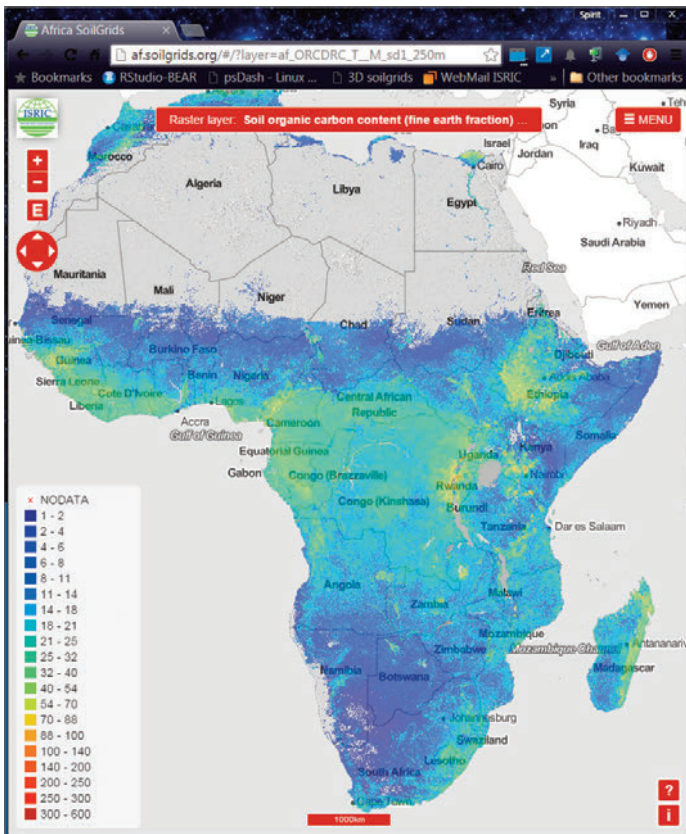 Spirit
Africa SoilGrids
af.soilgrids.org/#/?layer=af_ORCDRC_T__M_sd1_250m
Bookmarks RStudio-BEAR psDash - Linux ... 3D soilgrids WebMail ISRIC » Other bookmarks
ISRIC
Raster layer: Soil organic carbon content (fine earth fraction) ...
MENU
Syria
Israel
Jordan
Iraq
Kuwait
Morocco
Cairo
Algeria
Libya
Egypt
Riyadh
Saudi Arabia
Red Sea
Mauritania
Mali
Niger
Chad
Sudan
Eritrea
Yemen
Senegal
Gulf of Aden
Djibouti
Burkino Faso
Guinea
Benin
Nigeria
Addis Ababa
Ethiopia
Sierra Leone
Cote D'Ivoire
Liberia
Lagos
Central African
Republic
Accra
Cameroon
Gulf of Guinea
Somalia
Equatorial Guinea
Uganda
Kenya
Gabon
Congo (Brazzaville)
Nairobi
Rwanda
Congo (Kinshasa)
Burundi
Tanzania
Dar es Salaam
Angola
Malawi
Zambia
Mozambique
Mozambique Channel
Zimbabwe
Antananariv
Madagascar
Namibia
Botswana
Johannesburg
Swaziland
Lesotho
South Africa
Cape Town
E
x NODATA
1 - 2
2 - 4
4 - 6
6 - 8
8 - 11
11 - 14
14 - 18
18 - 21
21 - 25
25 - 32
32 - 40
40 - 54
54 - 70
70 - 88
88 - 100
100 - 140
140 - 200
200 - 250
250 - 300
300 - 600
1000km
?
i